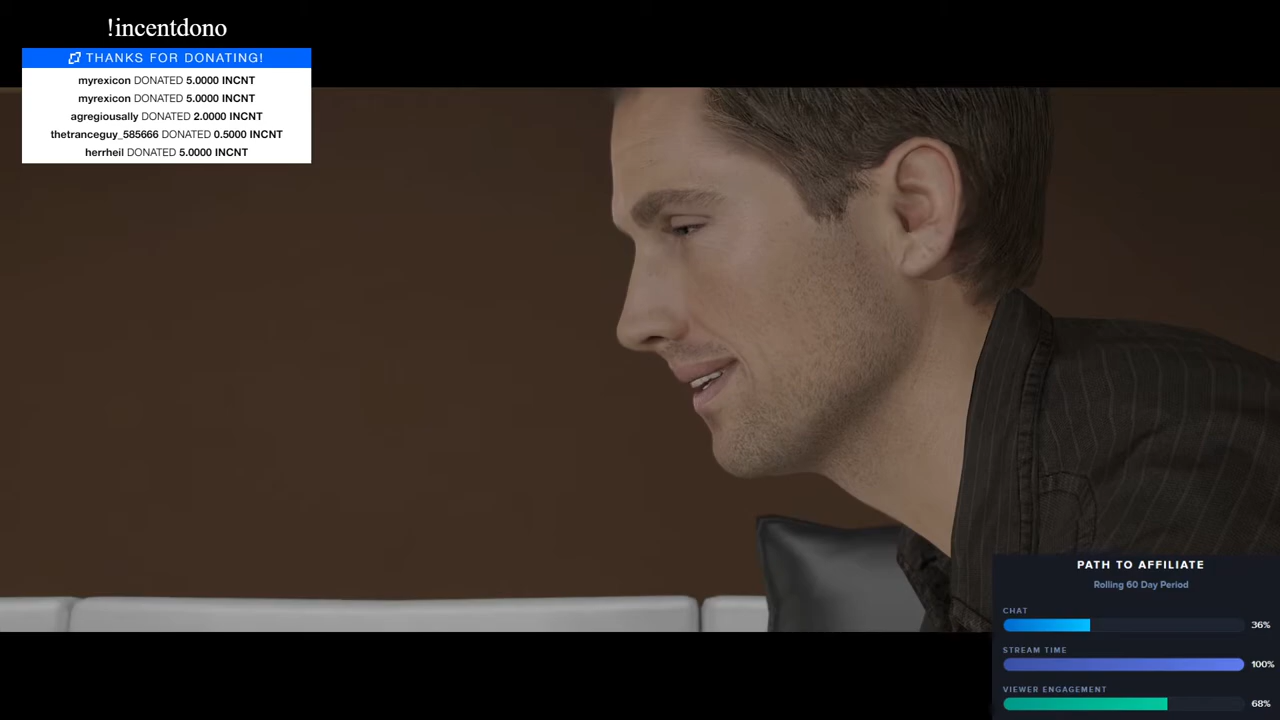 !incentdono
THANKS FOR DONATING!
myrexicon DONATED 5.0000 INCNT
myrexicon DONATED 5.0000 INCNT
agregiousally DONATED 2.0000 INCNT
thetranceguy_585666 DONATED 0.5000 INCNT
herrheil DONATED 5.0000 INCNT
PATH TO AFFILIATE
Rolling 60 Day Period
CHAT
36%
STREAM TIME
100%
VIEWER ENGAGEMENT
68%